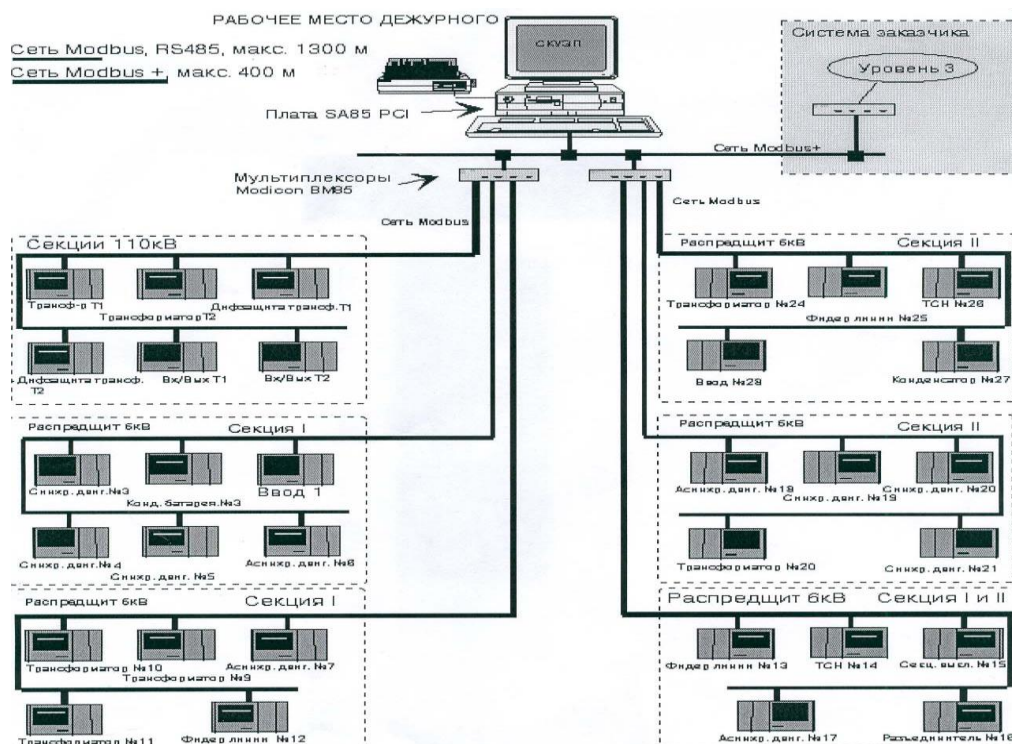 РАБОЧЕЕ МЕСТО ДЕЖУРНОГО
Сеть Modbus, RS485, макс. 1300 м
Сеть Modbus +, макс. 400 м
СКУЭП
Плата SA85 PCI
Система заказчика
Уровень 3
Сеть Modbus+
Мультиплексоры
Modicon BM85
Сеть Modbus
Сеть Modbus
Секции 110кВ
Трансф-р Т1
Трансформатор Т2
Дифзащита трансф. Т1
Дифзащита трансф.
Т2
Вх/Вых Т1
Вх/Вых Т2
Распредщит 6кВ
Секция I
Синхр. двиг. №3
Конд. батарея. №3
Ввод 1
Синхр. двиг. №4
Синхр. двиг. №5
Асинхр. двиг. №6
Распредщит 6кВ
Секция I
Трансформатор №10
Трансформатор №9
Асинхр. двиг. №7
Трансформатор №11
Фидер линии №12
Распредщит 6кВ
Секция II
Трансформатор №24
Фидер линии №25
ТСН №26
Ввод №28
Конденсатор №27
Распредщит 6кВ
Секция II
Асинхр. двиг. №18
Синхр. двиг. №19
Синхр. двиг. №20
Трансформатор №20
Синхр. двиг. №21
Распредщит 6кВ
Секция I и II
Фидер линии №13
ТСН №14
Секц. выкл. №15
Асинхр. двиг. №17
Разъединитель №16